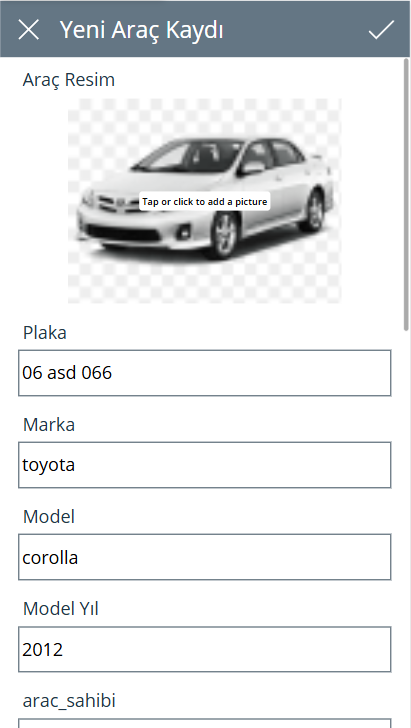 Yeni Araç Kaydı
Araç Resim
Tap or click to add a picture
Plaka
06 asd 066
Marka
toyota
Model
corolla
Model Yıl
2012
arac_sahibi